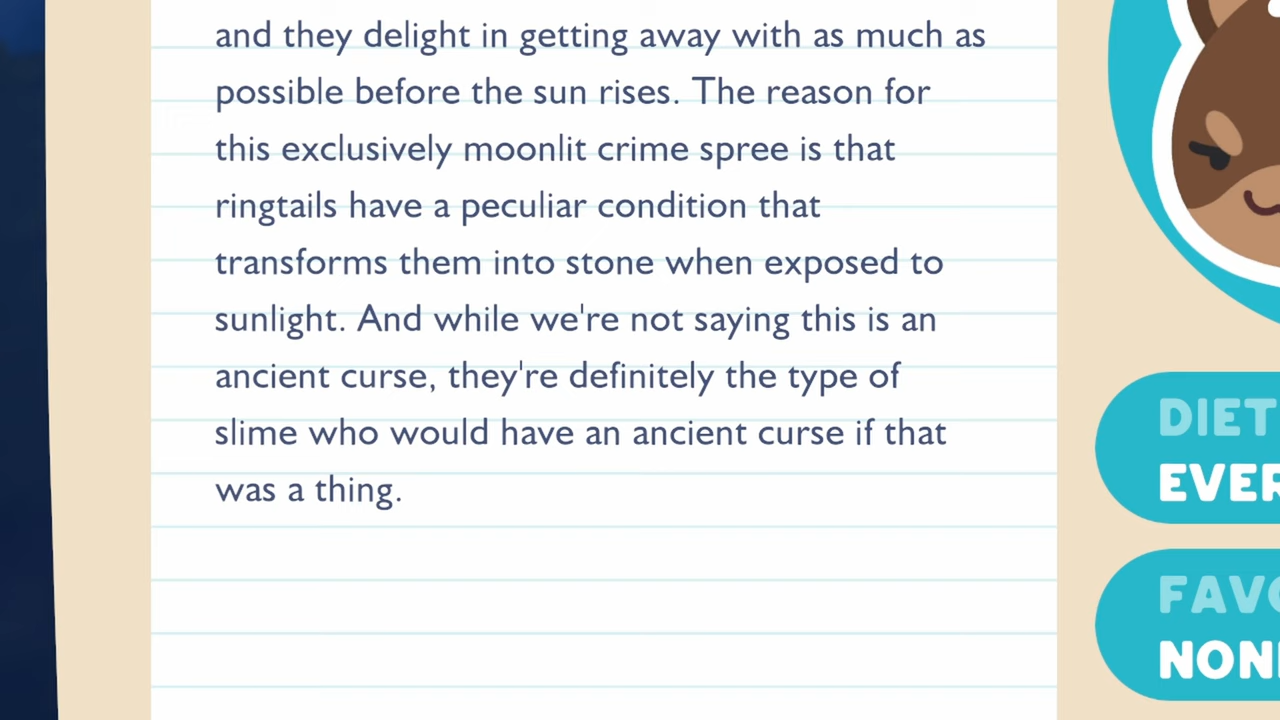 and they delight in getting away with as much as
possible before the sun rises. The reason for
this exclusively moonlit crime spree is that
ringtails have a peculiar condition that
transforms them into stone when exposed to
sunlight. And while we're not saying this is an
ancient curse, they're definitely the type of
slime who would have an ancient curse if that
was a thing.
DIET